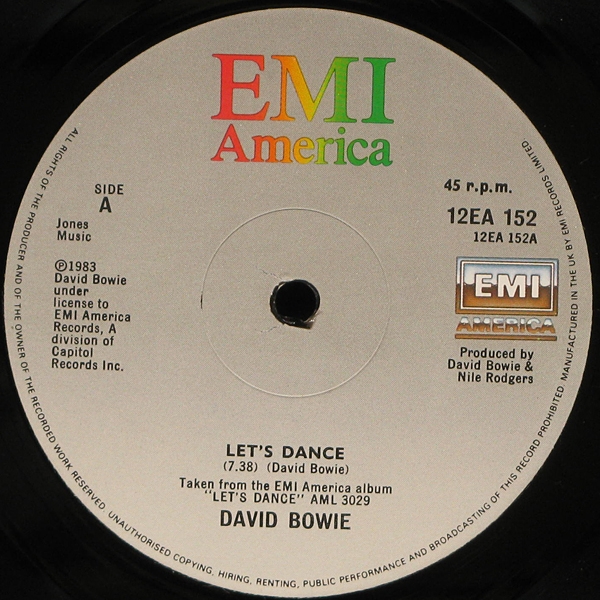 EMI
America
SIDE
A
Jones
Music
℗1983
David Bowie
under
license to
EMI America
Records, A
division of
Capitol
Records Inc.
45 r.p.m.
12EA 152
12EA 152A
EMI
AMERICA
Produced by
David Bowie &
Nile Rodgers
LET'S DANCE
(7.38) (David Bowie)
Taken from the EMI America album
"LET'S DANCE" AML 3029
DAVID BOWIE
ALL RIGHTS OF THE PRODUCER AND OF THE OWNER OF THE RECORDED WORK RESERVED. UNAUTHORISED COPYING, HIRING, RENTING, PUBLIC PERFORMANCE AND BROADCASTING OF THIS RECORD PROHIBITED. MANUFACTURED IN THE UK BY EMI RECORDS LIMITED.